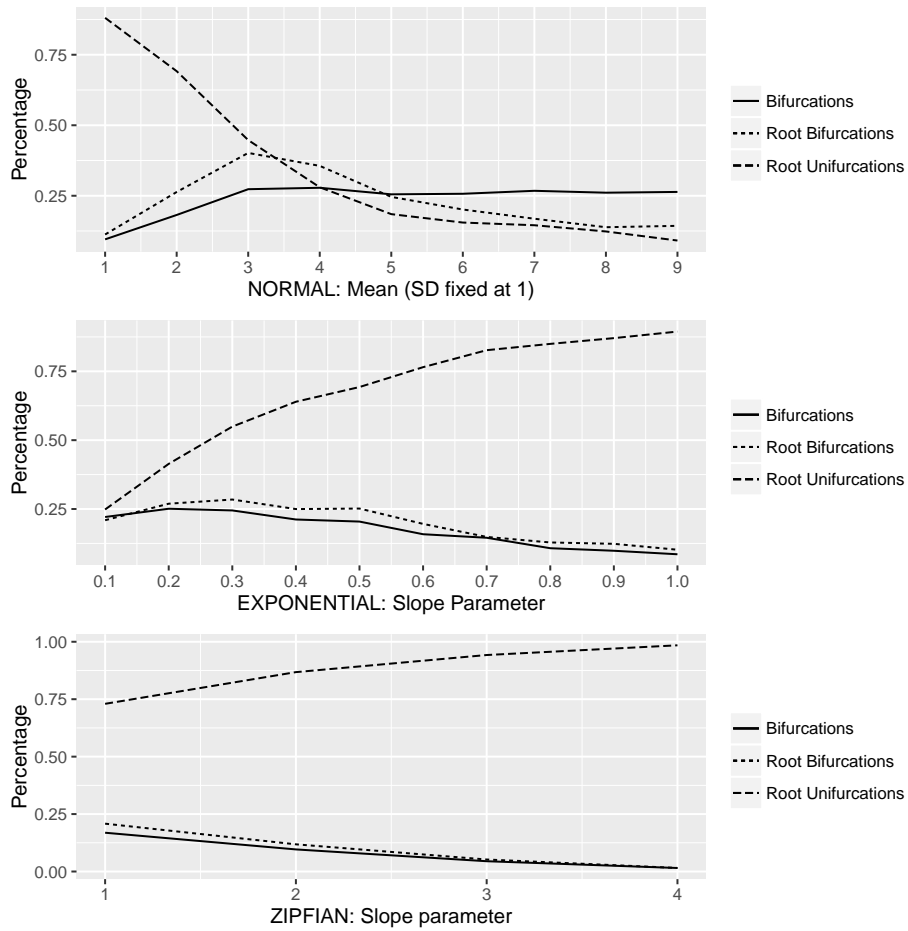 0.75
0.50
0.25
Percentage
1 2 3 4 5 6 7 8 9
NORMAL: Mean (SD fixed at 1)
Bifurcations
Root Bifurcations
Root Unifurcations
0.75
0.50
0.25
Percentage
0.1 0.2 0.3 0.4 0.5 0.6 0.7 0.8 0.9 1.0
EXPONENTIAL: Slope Parameter
Bifurcations
Root Bifurcations
Root Unifurcations
1.00
0.75
0.50
0.25
0.00
Percentage
1 2 3 4
ZIPFIAN: Slope parameter
Bifurcations
Root Bifurcations
Root Unifurcations